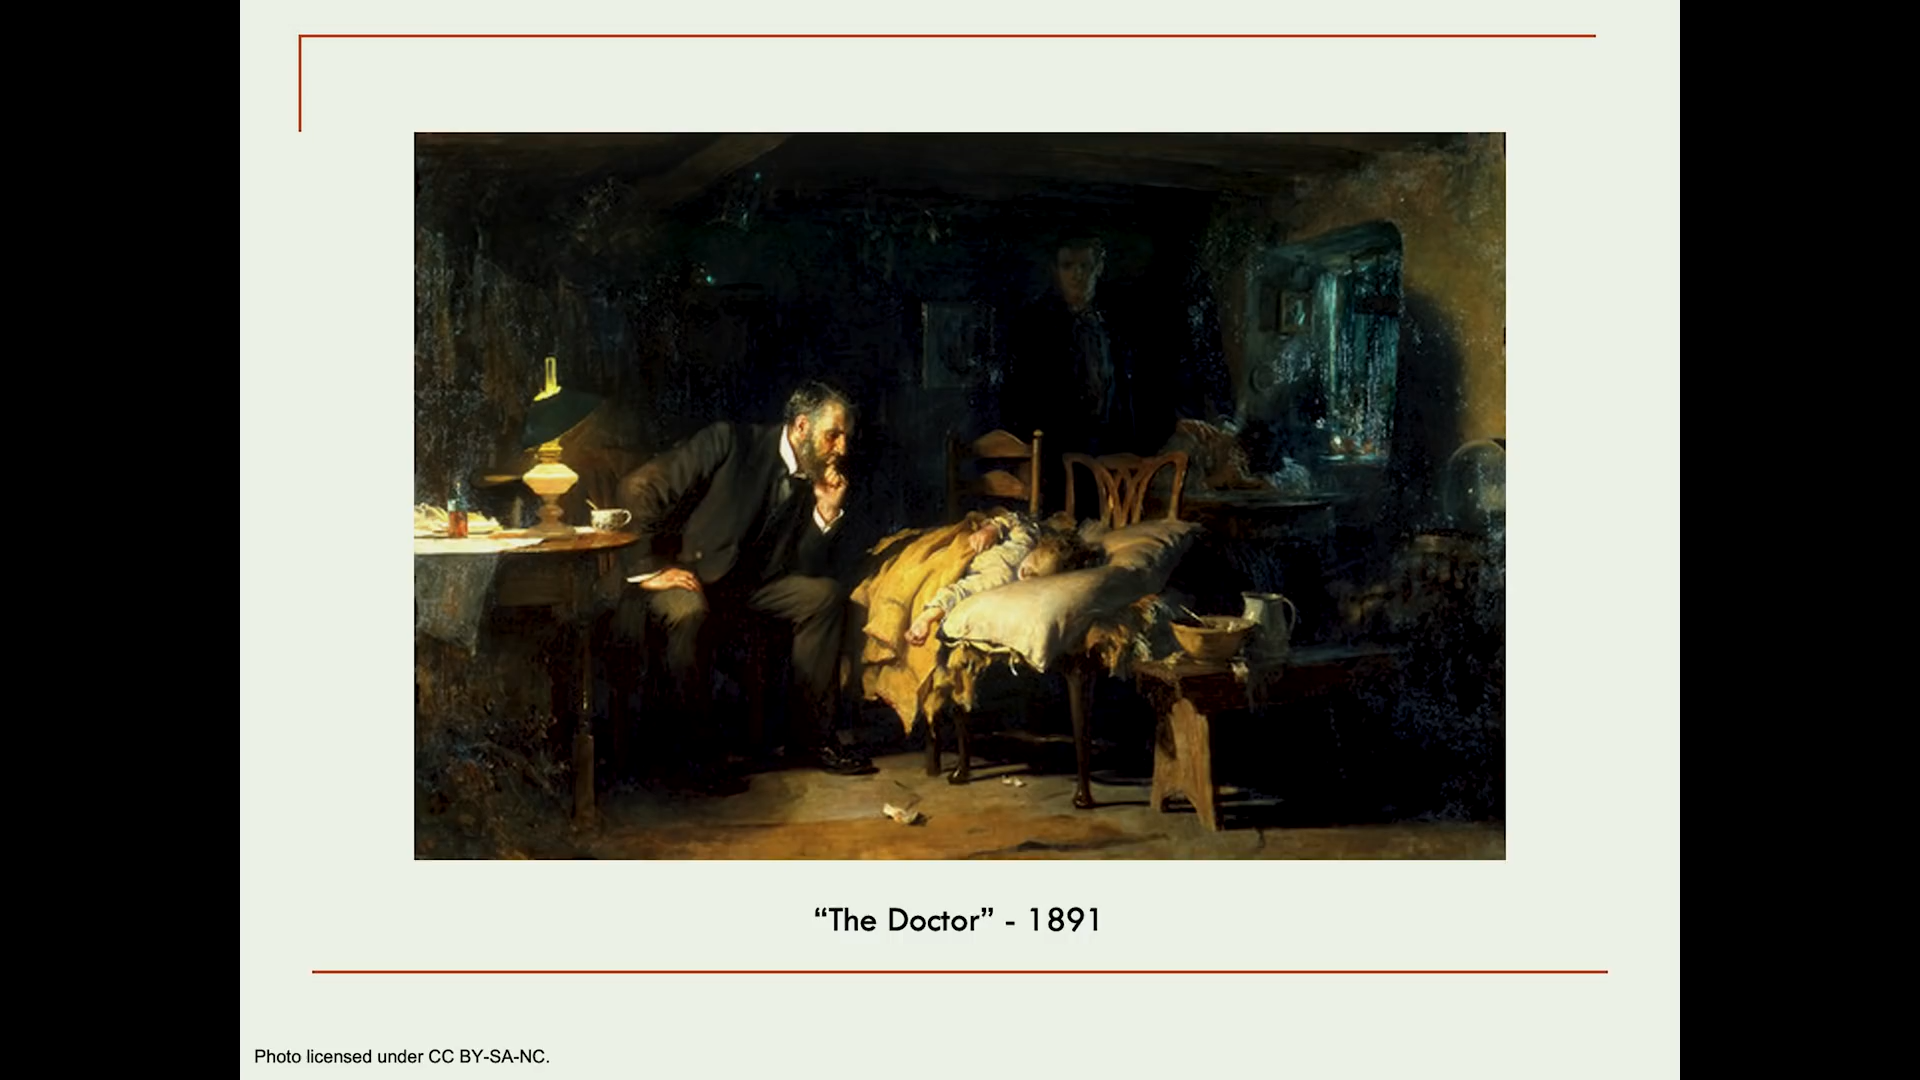 “The Doctor” - 1891
Photo licensed under CC BY-SA-NC.